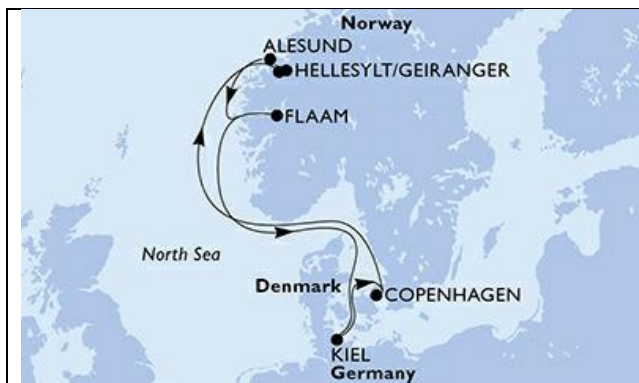 Norway
ALESUND
HELLESYLT/GEIRANGER
FLAAM
North Sea
Denmark
COPENHAGEN
KIEL
Germany